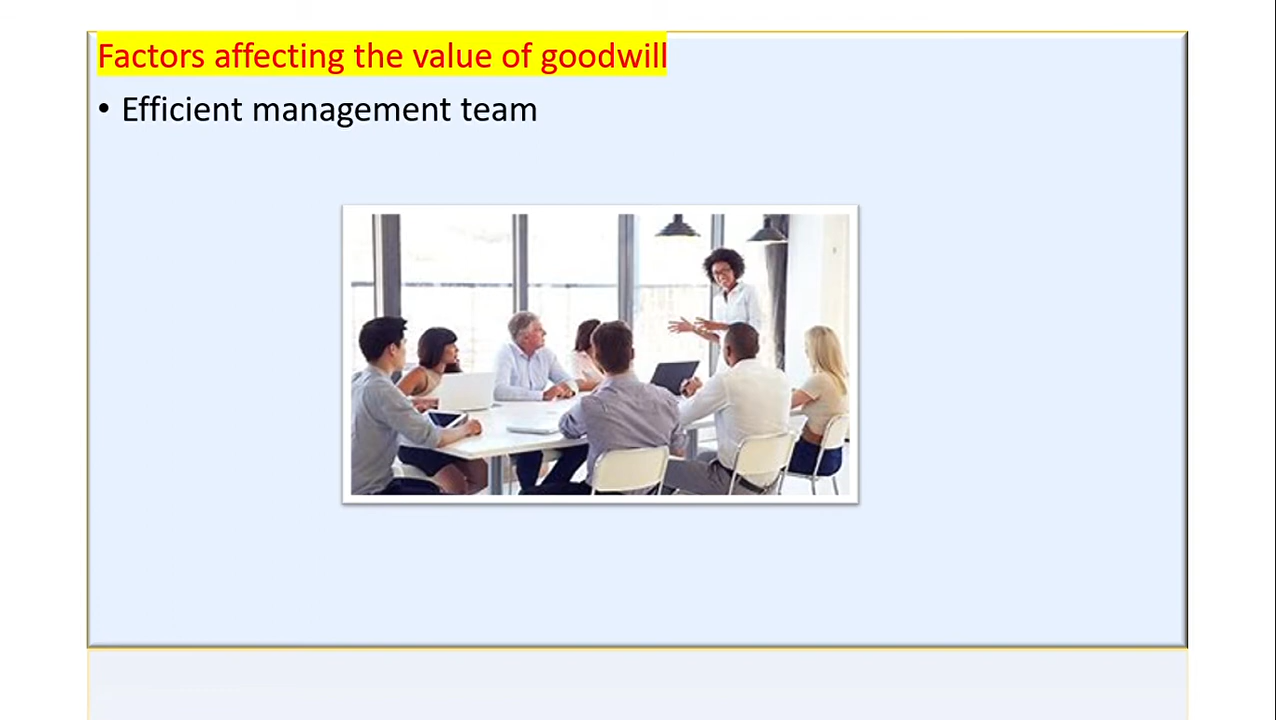 Factors affecting the value of goodwill
• Efficient management team